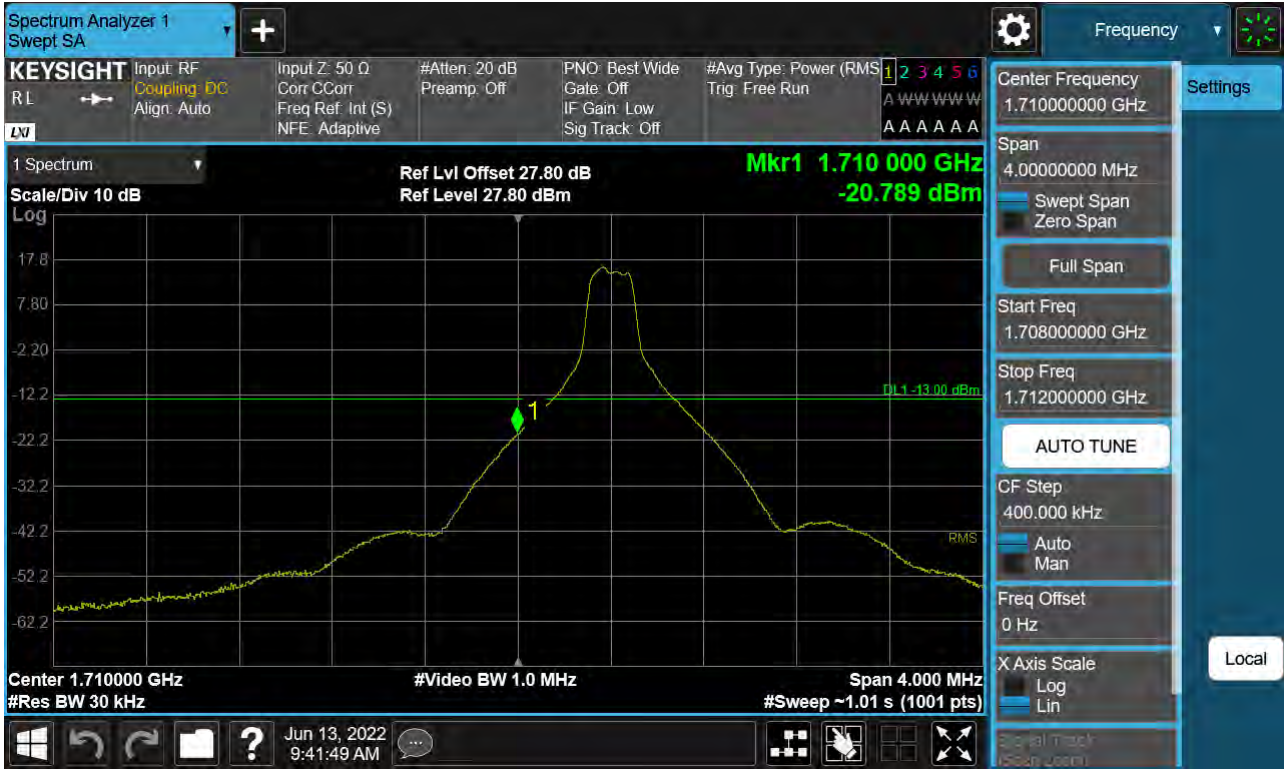 Spectrum Analyzer 1
Swept SA
+
Frequency
KEYSIGHT
RL
LXI
Input: RF
Coupling: DC
Align: Auto
Input Z: 50 Ω
Corr CCorr
Freq Ref: Int (S)
NFE: Adaptive
#Atten: 20 dB
Preamp: Off
PNO: Best Wide
Gate: Off
IF Gain: Low
Sig Track: Off
#Avg Type: Power (RMS
Trig: Free Run
1 2 3 4 5 6
A W W W W W
A A A A A A
1 Spectrum
Scale/Div 10 dB
Log
Ref Lvl Offset 27.80 dB
Ref Level 27.80 dBm
Mkr1 1.710 000 GHz
-20.789 dBm
17.8
7.80
-2.20
-12.2
-22.2
-32.2
-42.2
-52.2
-62.2
DL1 -13.00 dBm
1
RMS
Center 1.710000 GHz
#Video BW 1.0 MHz
Span 4.000 MHz
#Res BW 30 kHz
#Sweep ~1.01 s (1001 pts)
Center Frequency
1.710000000 GHz
Settings
Span
4.00000000 MHz
Swept Span
Zero Span
Full Span
Start Freq
1.708000000 GHz
Stop Freq
1.712000000 GHz
AUTO TUNE
CF Step
400.000 kHz
Auto
Man
Freq Offset
0 Hz
X Axis Scale
Log
Lin
Local
Signal Track
(Span Zoom)
?
Jun 13, 2022
9:41:49 AM